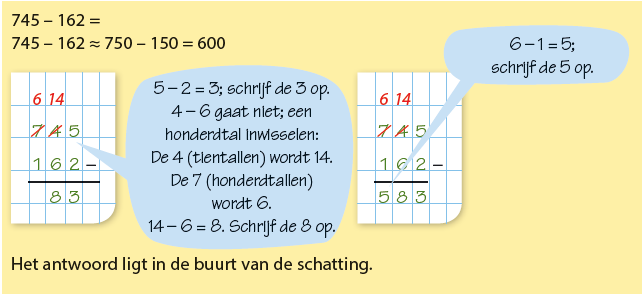 745 – 162 =
745 – 162 ≈ 750 – 150 = 600
6 14
7 4 5
1 6 2 –
8 3
5 – 2 = 3; schrijf de 3 op.
4 – 6 gaat niet; een
honderdtal inwisselen:
De 4 (tientallen) wordt 14.
De 7 (honderdtallen)
wordt 6.
14 – 6 = 8. Schrijf de 8 op.
6 14
7 4 5
1 6 2 –
5 8 3
6 – 1 = 5;
schrijf de 5 op.
Het antwoord ligt in de buurt van de schatting.